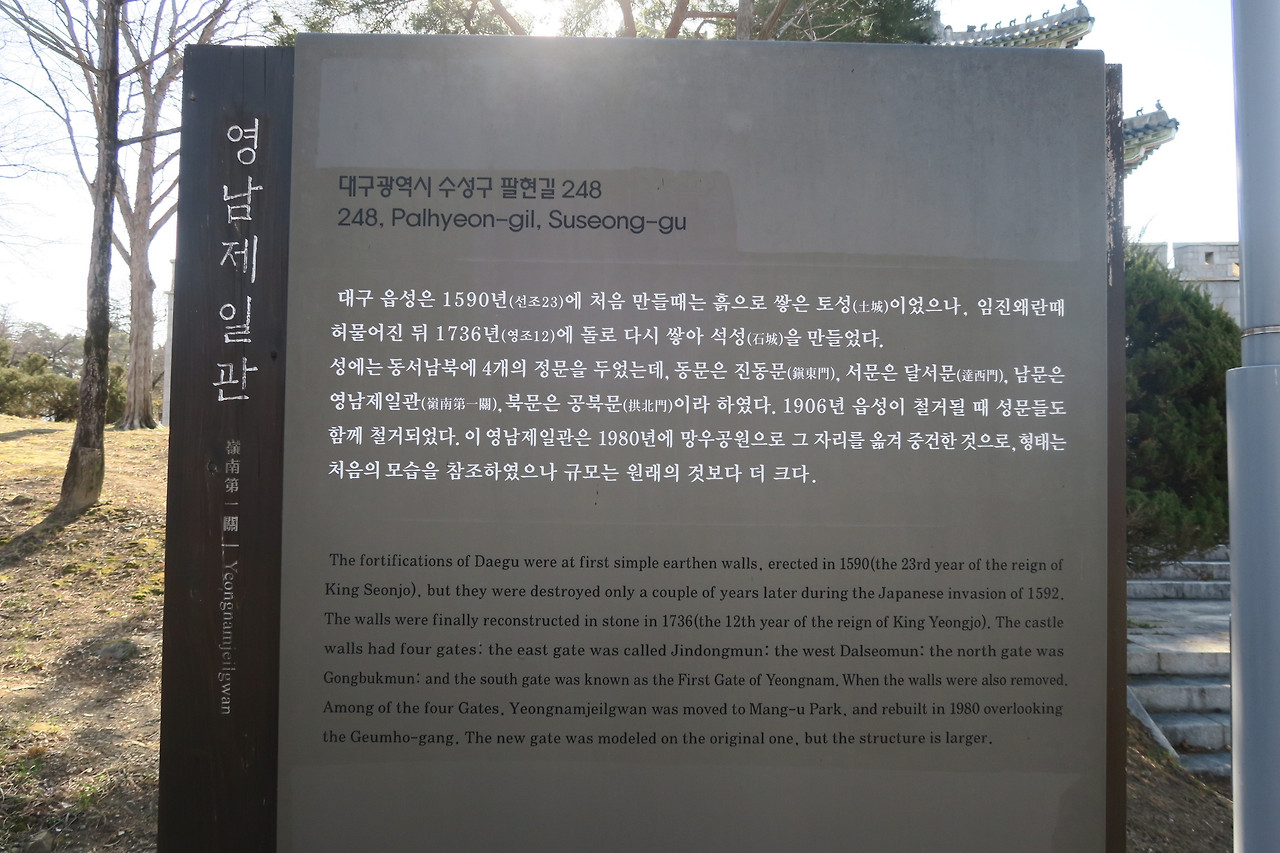 영남제일관
嶺南第一關 | Yeongnamjeilgwan
대구광역시 수성구 팔현길 248
248, Palhyeon-gil, Suseong-gu
대구 읍성은 1590년(선조23)에 처음 만들때는 흙으로 쌓은 토성(土城)이었으나, 임진왜란때
허물어진 뒤 1736년(영조12)에 돌로 다시 쌓아 석성(石城)을 만들었다.
성에는 동서남북에 4개의 정문을 두었는데, 동문은 진동문(鎭東門), 서문은 달서문(達西門), 남문은
영남제일관(嶺南第一關), 북문은 공북문(拱北門)이라 하였다. 1906년 읍성이 철거될 때 성문들도
함께 철거되었다. 이 영남제일관은 1980년에 망우공원으로 그 자리를 옮겨 중건한 것으로, 형태는
처음의 모습을 참조하였으나 규모는 원래의 것보다 더 크다.
The fortifications of Daegu were at first simple earthen walls, erected in 1590(the 23rd year of the reign of
King Seonjo), but they were destroyed only a couple of years later during the Japanese invasion of 1592.
The walls were finally reconstructed in stone in 1736(the 12th year of the reign of King Yeongjo). The castle
walls had four gates: the east gate was called Jindongmun: the west Dalseomun: the north gate was
Gongbukmun: and the south gate was known as the First Gate of Yeongnam. When the walls were also removed.
Among of the four Gates, Yeongnamjeilgwan was moved to Mang-u Park, and rebuilt in 1980 overlooking
the Geumho-gang. The new gate was modeled on the original one, but the structure is larger.